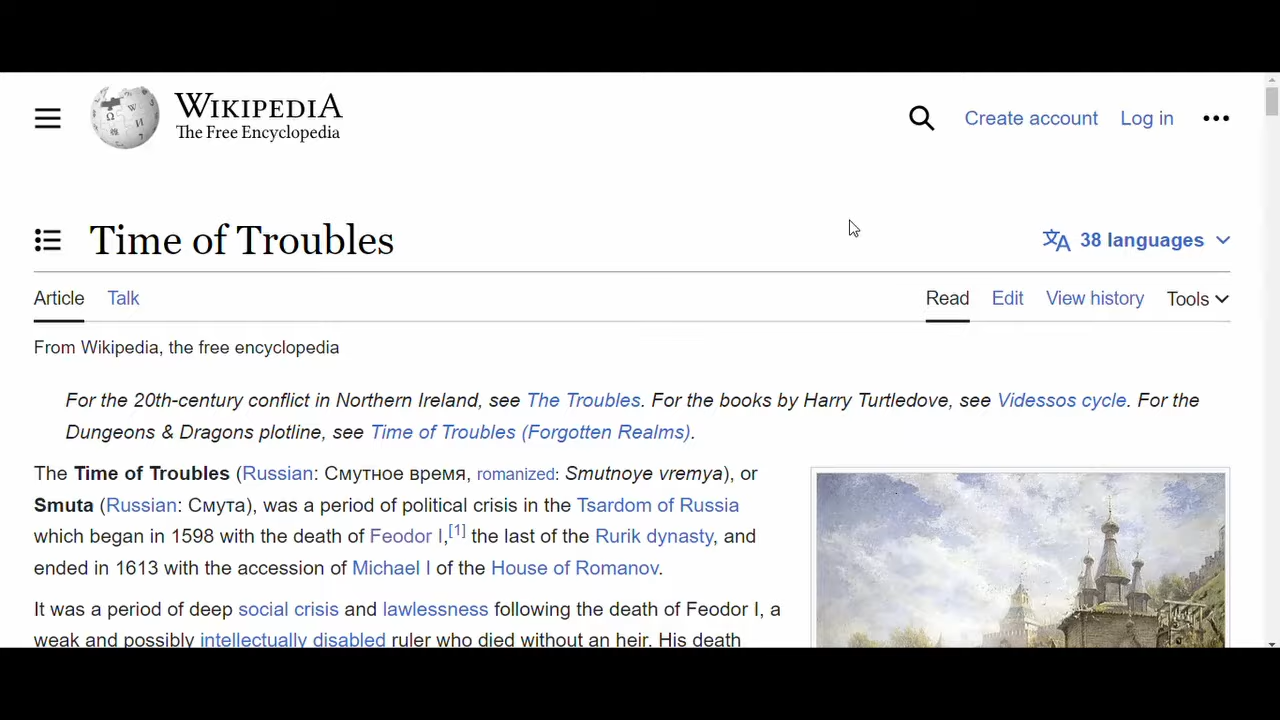 WIKIPEDIA
The Free Encyclopedia
Create account Log in
Time of Troubles
38 languages
Article Talk Read Edit View history Tools
From Wikipedia, the free encyclopedia
For the 20th-century conflict in Northern Ireland, see The Troubles. For the books by Harry Turtledove, see Videssos cycle. For the
Dungeons & Dragons plotline, see Time of Troubles (Forgotten Realms).
The Time of Troubles (Russian: Смутное время, romanized: Smutnoye vremya), or
Smuta (Russian: Смута), was a period of political crisis in the Tsardom of Russia
which began in 1598 with the death of Feodor I,[1] the last of the Rurik dynasty, and
ended in 1613 with the accession of Michael I of the House of Romanov.
It was a period of deep social crisis and lawlessness following the death of Feodor I, a
weak and possibly intellectually disabled ruler who died without an heir. His death